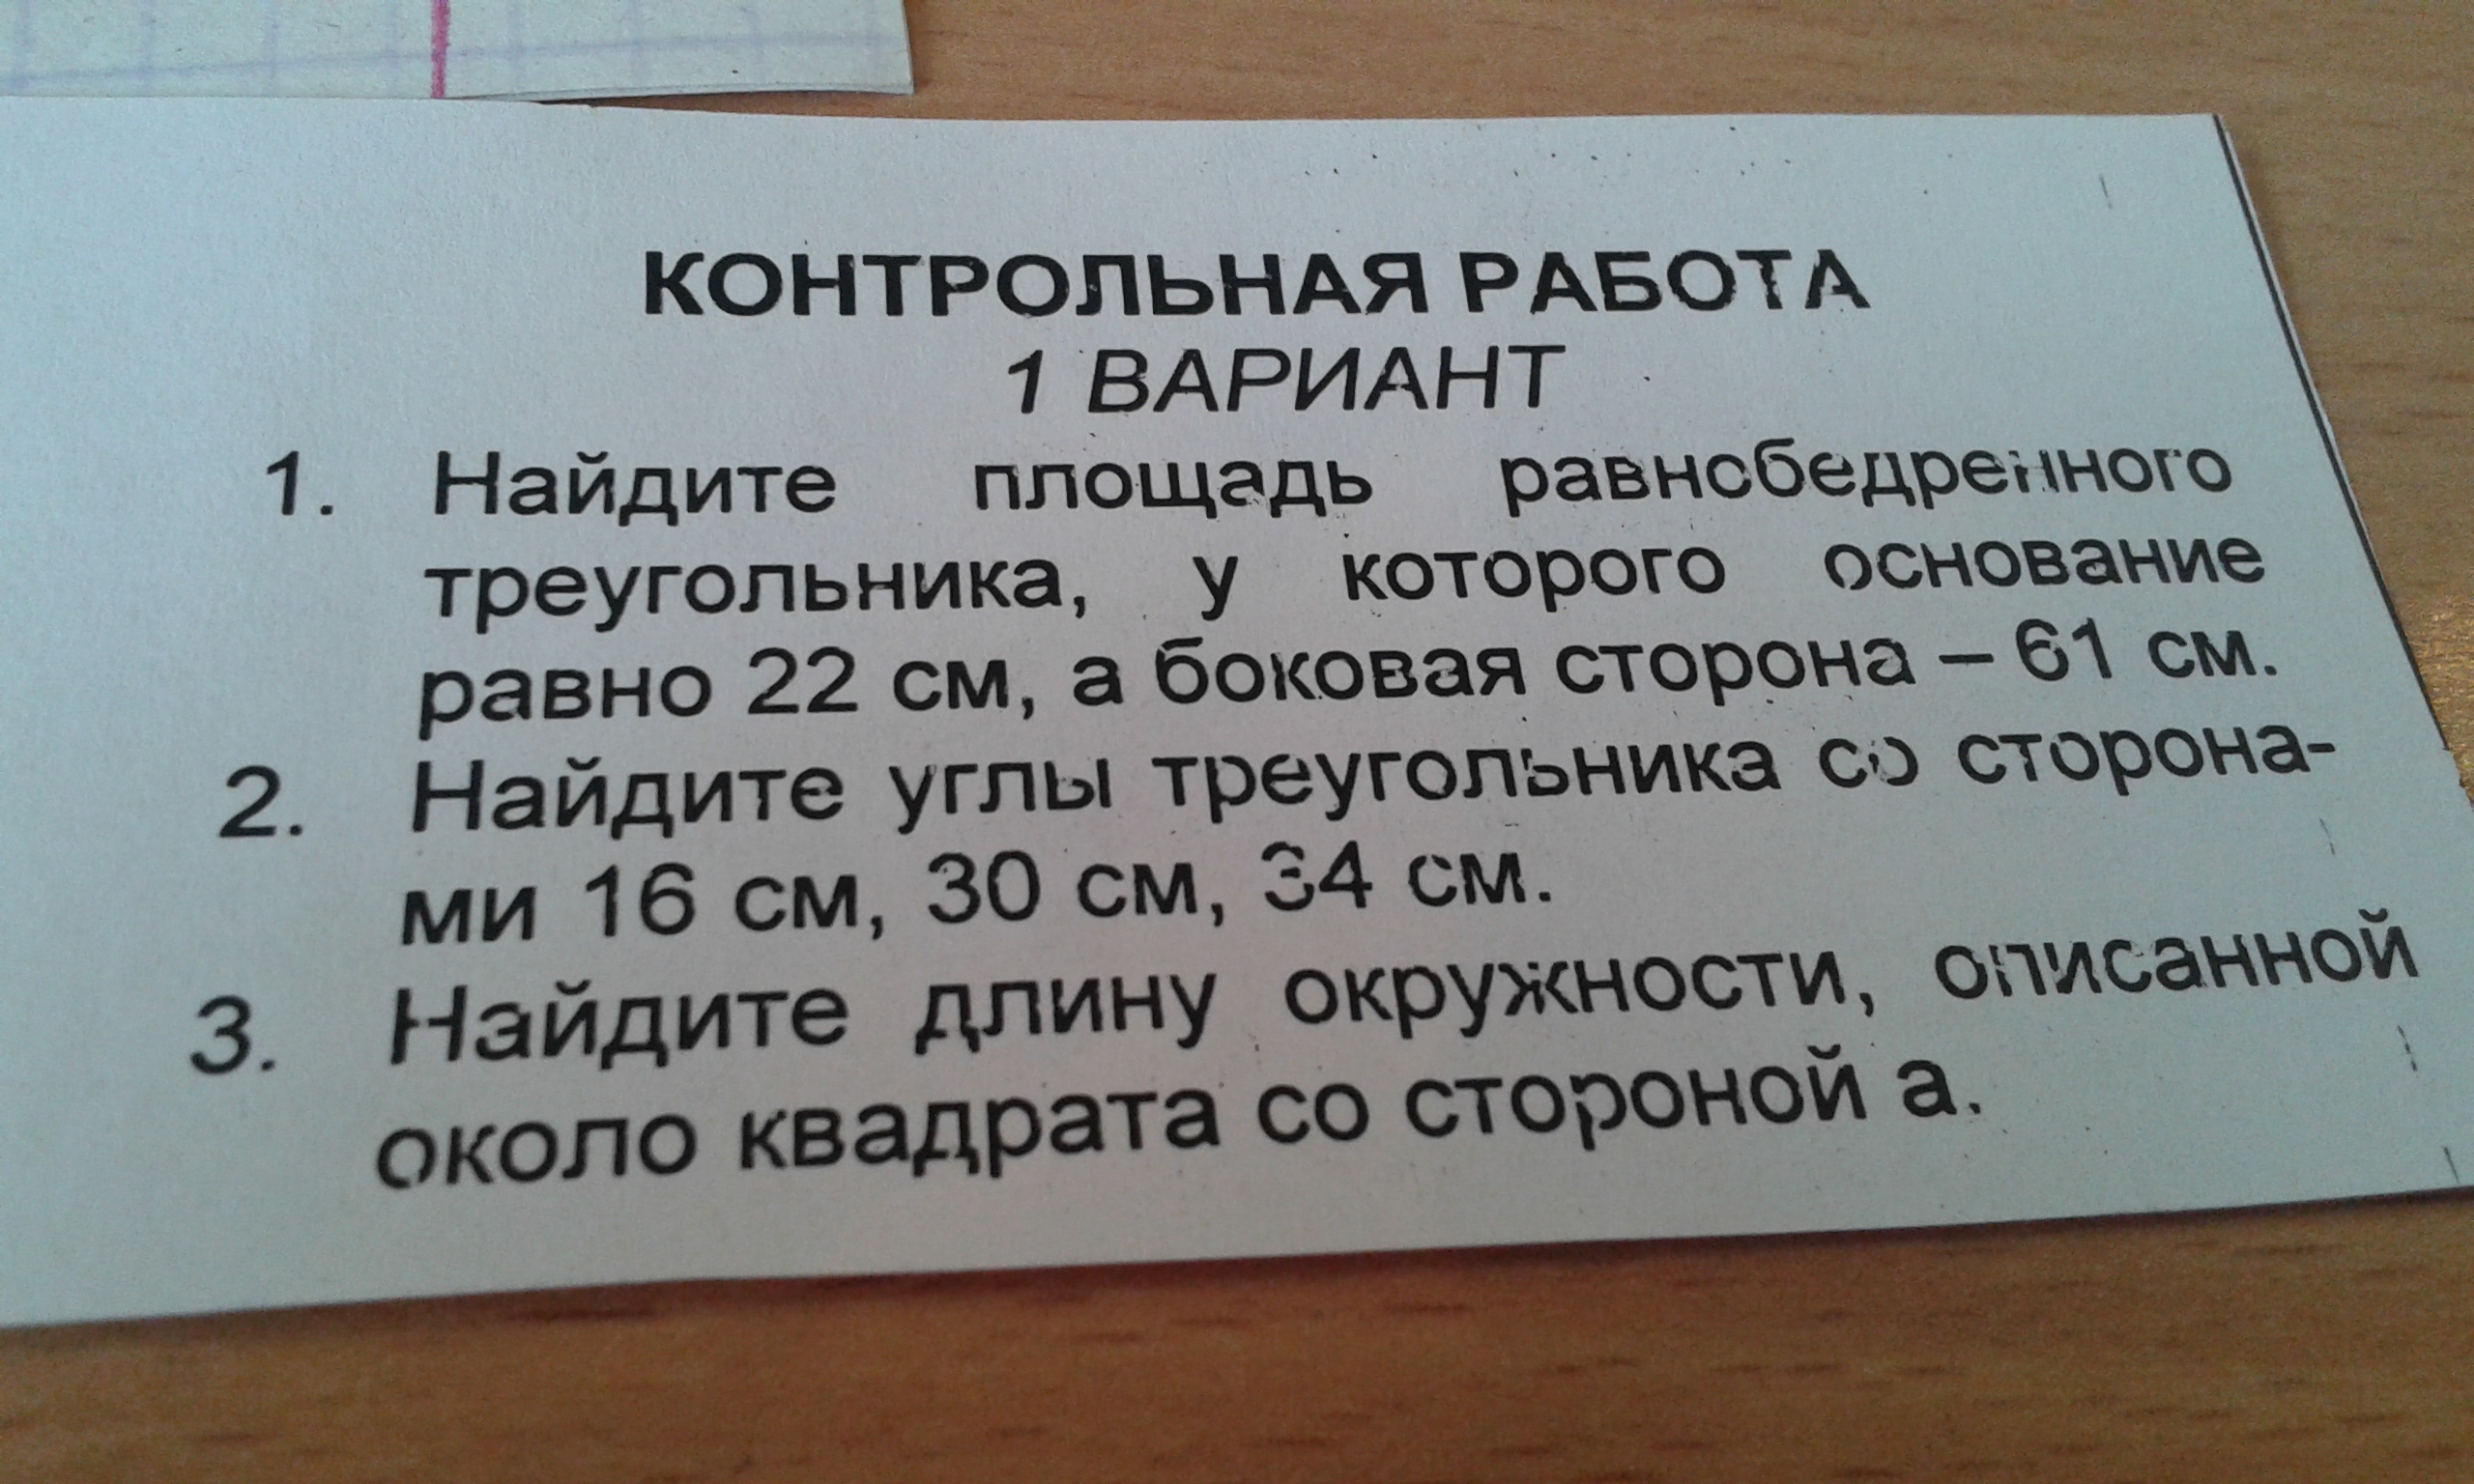 КОНТРОЛЬНАЯ РАБОТА
1 ВАРИАНТ
1. Найдите площадь равнобедренного
треугольника, у которого основание
равно 22 см, а боковая сторона – 61 см.
2. Найдите углы треугольника со сторона-
ми 16 см, 30 см, 34 см.
3. Найдите длину окружности, описанной
около квадрата со стороной а.